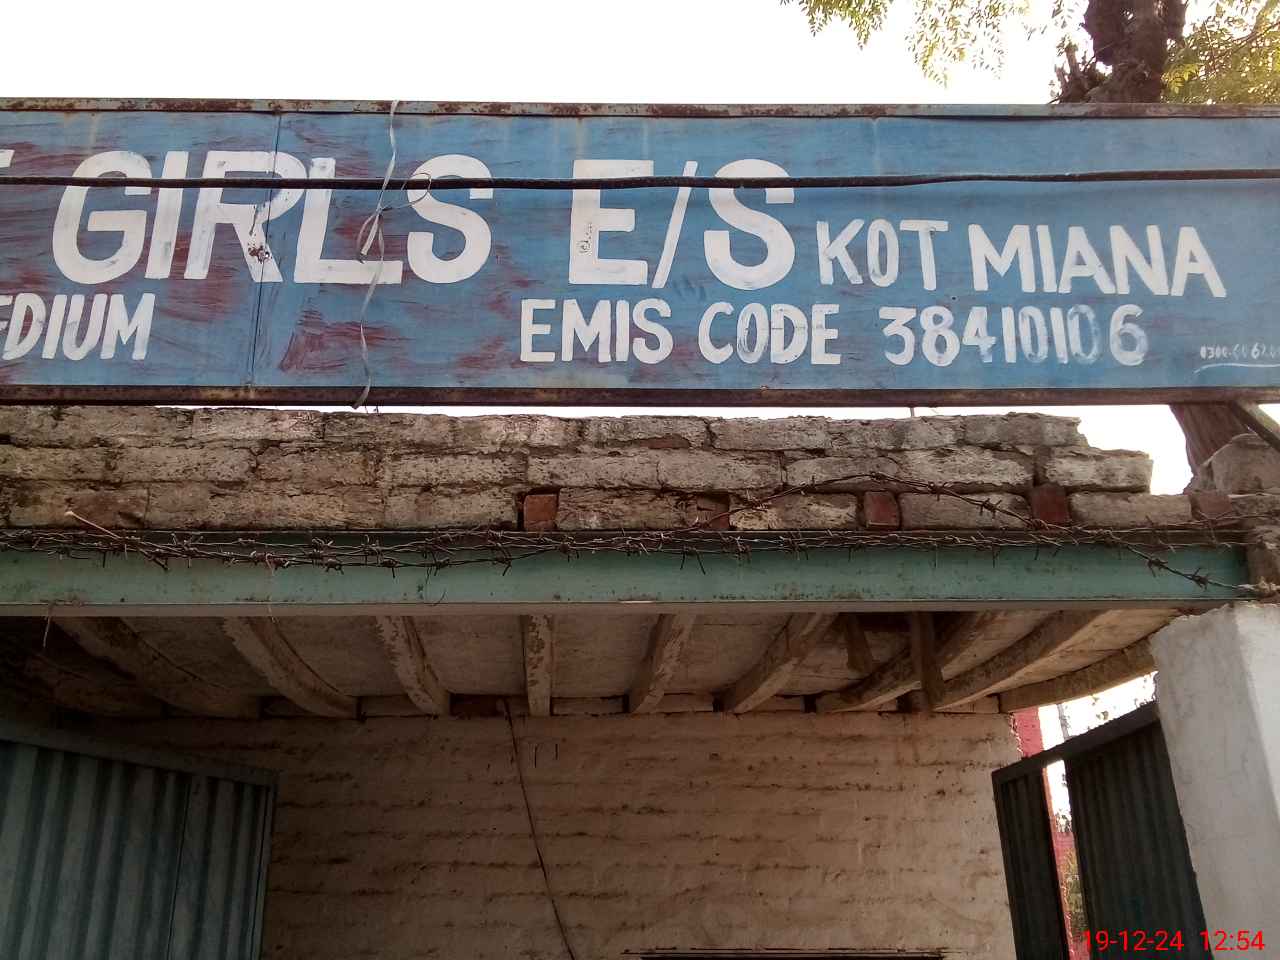 GIRLS E/S KOT MIANA
EDIUM EMIS CODE 38410106
19-12-24 12:54